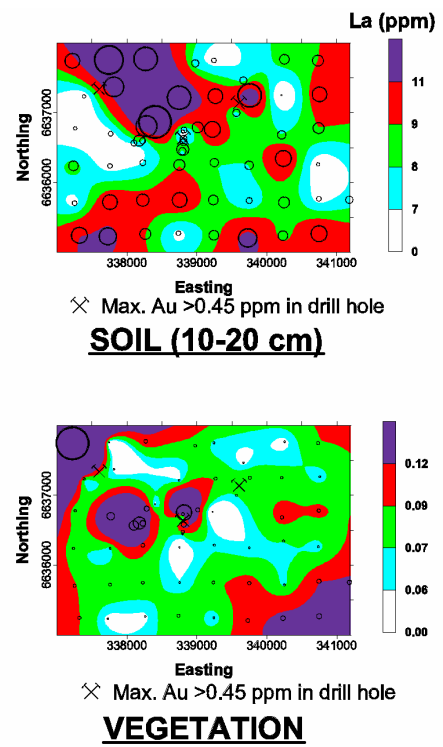 La (ppm)
11
9
8
7
0
6637000
6636000
Northing
338000 339000 340000 341000
Easting
Max. Au >0.45 ppm in drill hole
SOIL (10-20 cm)
0.12
0.09
0.07
0.06
0.00
6637000
6636000
Northing
338000 339000 340000 341000
Easting
Max. Au >0.45 ppm in drill hole
VEGETATION